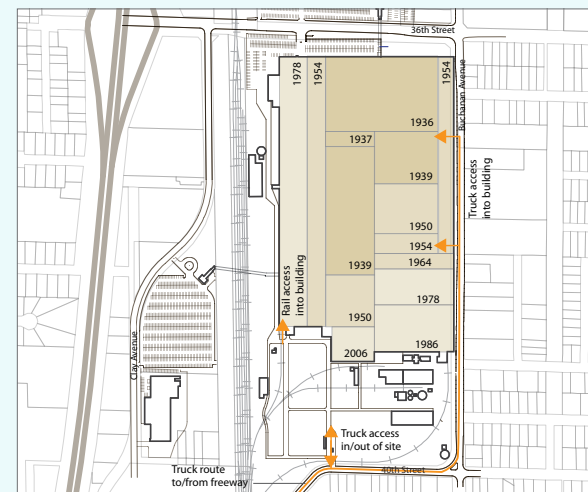 36th Street
1978
1954
1954
Buchanan Avenue
1936
1937
Truck access
into building
1939
1950
1954
1964
1939
Rail access
into building
1978
1950
1986
2006
Clay Avenue
Truck access
in/out of site
40th Street
Truck route
to/from freeway